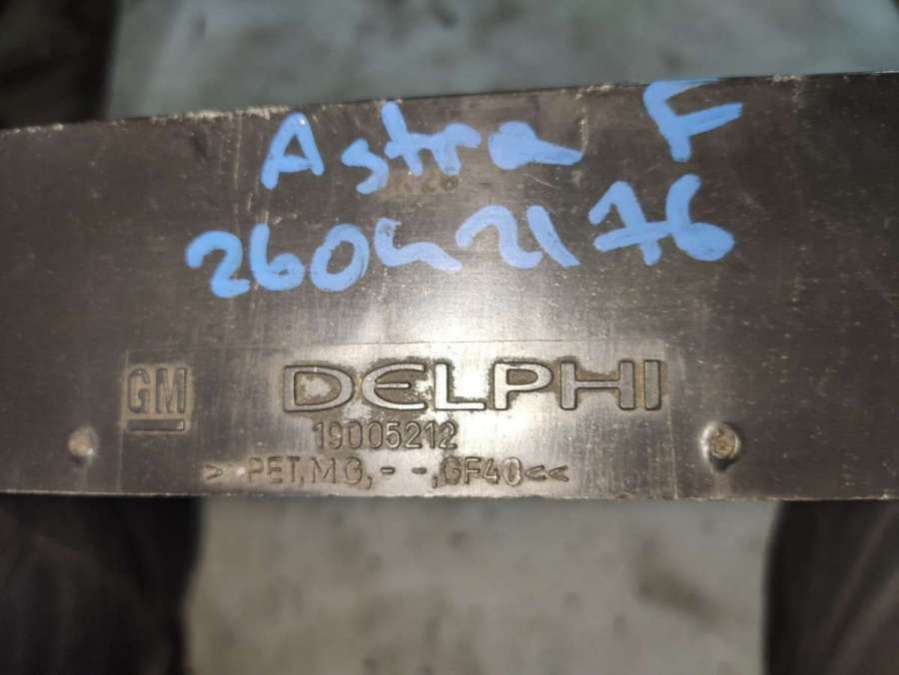 Astra F
26042176
GM DELPHI
19005212
> PET,MG,- -,GF40<<